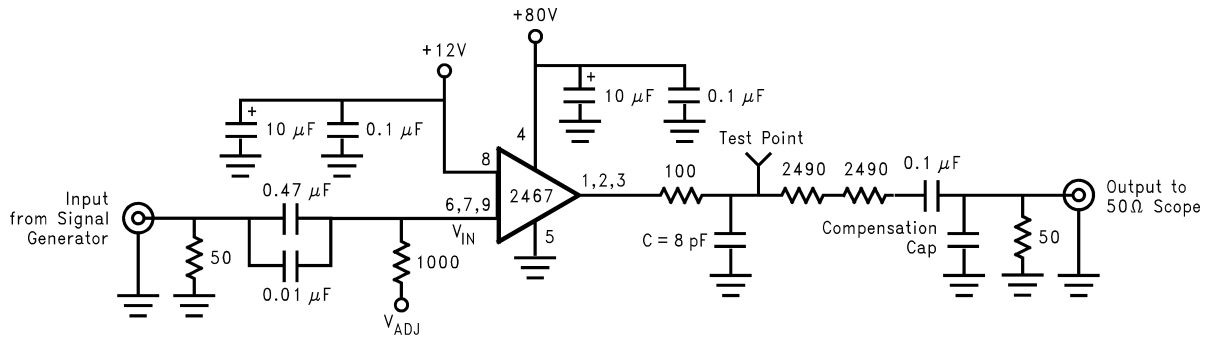 +80V
+12V
+
10 μF
0.1 μF
+
10 μF
0.1 μF
4
Test Point
8
2467
1,2,3
100
2490
2490
0.1 μF
Input
from Signal
Generator
0.47 μF
6,7,9
V_IN
5
C = 8 pF
Compensation
Cap
Output to
50Ω Scope
50
0.01 μF
1000
50
V_ADJ